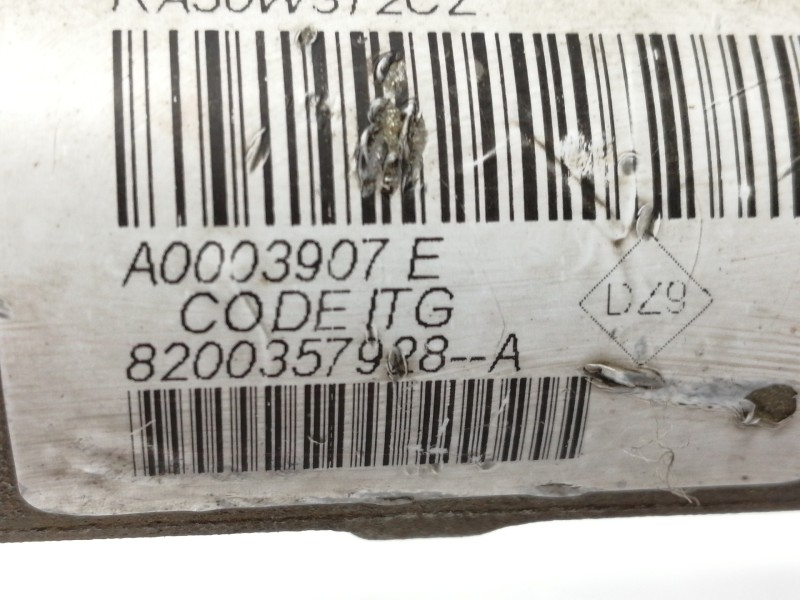 A0003907 E
CODE ITG
DZ9
8200357928--A